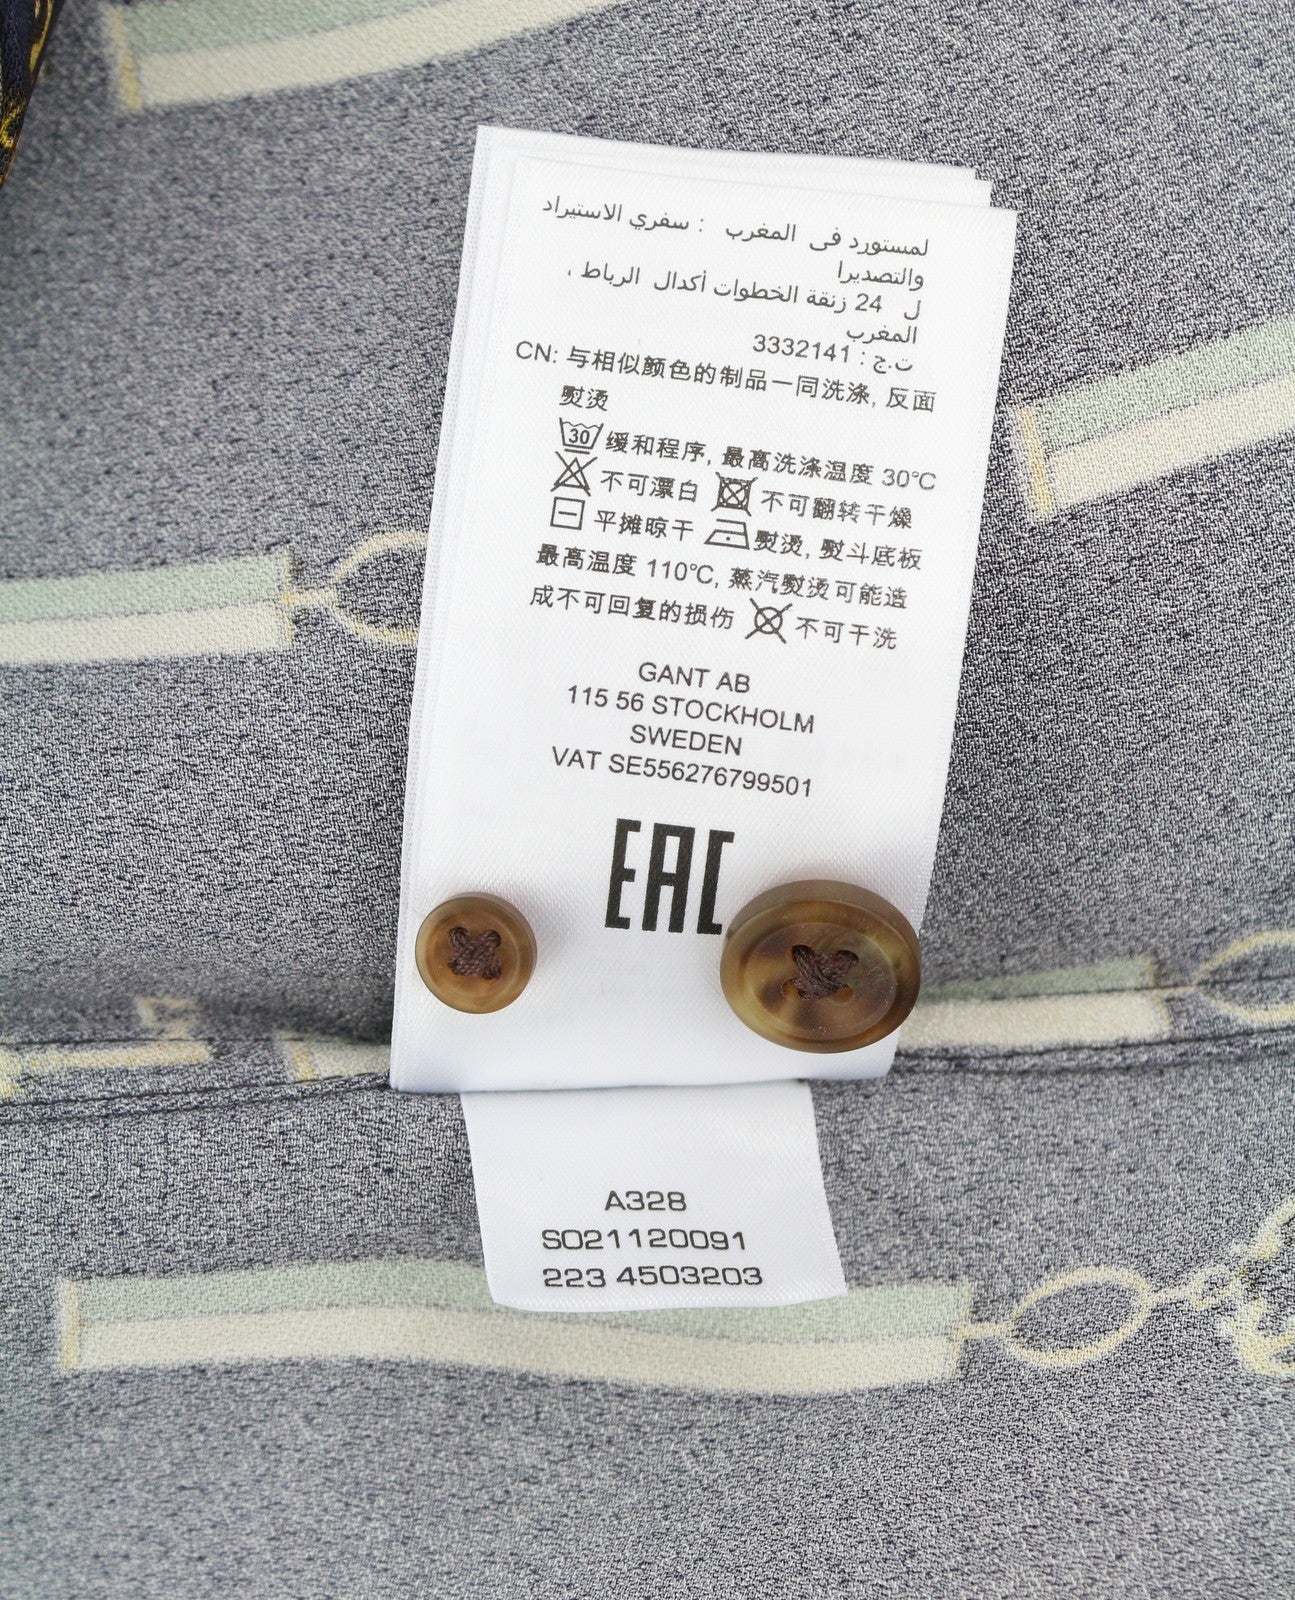 لمستورد فى المغرب : سفري الاستيراد
والتصديرا
ل 24 زنقة الخطوات أكدال الرباط ،
المغرب
ت.ج : 3332141
CN: 与相似颜色的制品一同洗涤, 反面
熨烫
30 缓和程序, 最高洗涤温度 30°C
不可漂白 不可翻转干燥
平摊晾干 熨烫, 熨斗底板
最高温度 110°C, 蒸汽熨烫可能造
成不可回复的损伤 不可干洗
GANT AB
115 56 STOCKHOLM
SWEDEN
VAT SE556276799501
EAC
A328
SO21120091
223 4503203